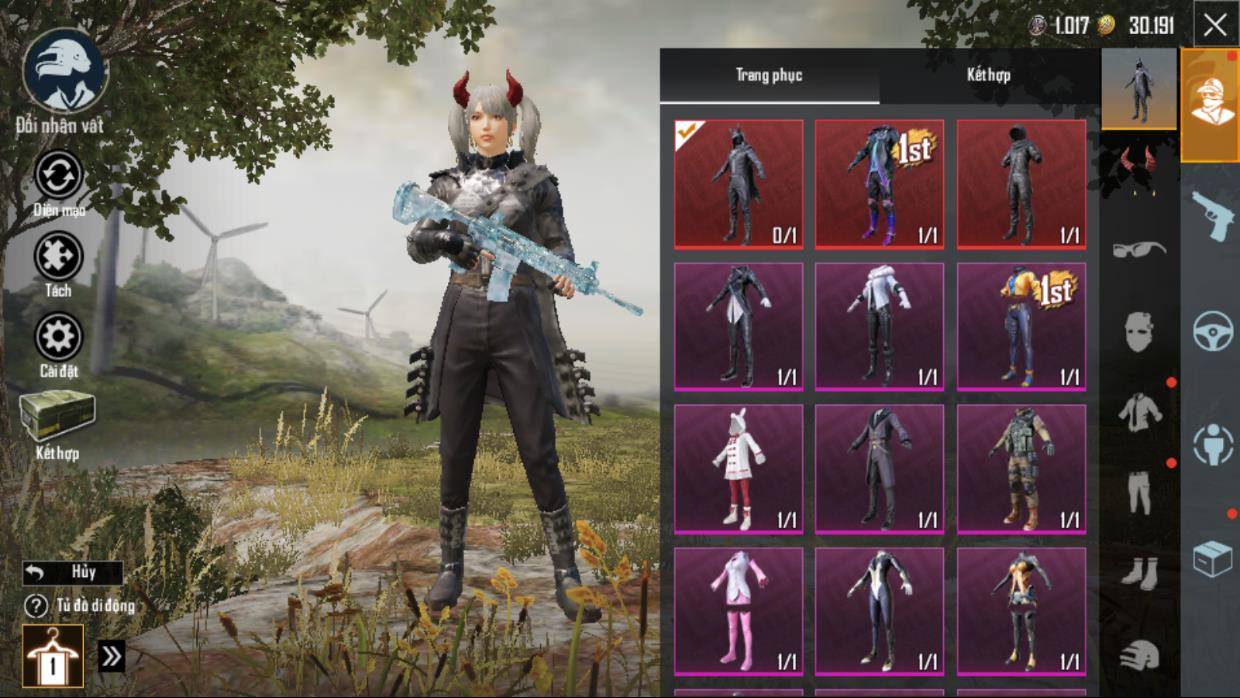 1.017 30.191
Đổi nhân vật
Diện mạo
Tách
Cài đặt
Kết hợp
Hủy
? Tủ đồ di động
1
Trang phục Kết hợp
0/1 1st 1/1 1/1
1/1 1/1 1st 1/1
1/1 1/1 1/1
1/1 1/1 1/1